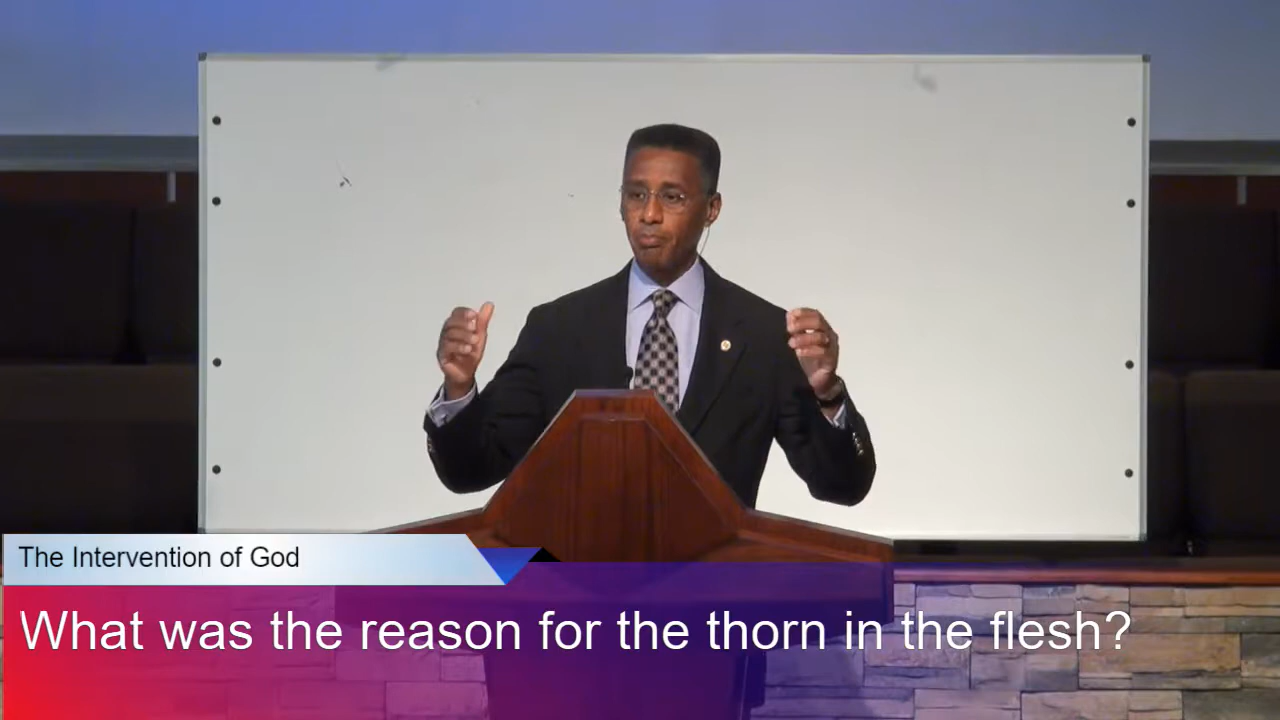 The Intervention of God
What was the reason for the thorn in the flesh?